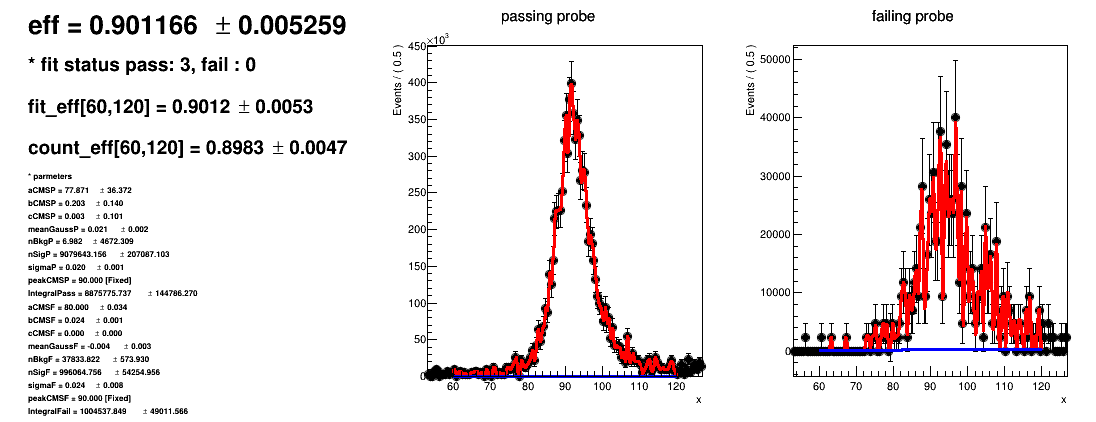 eff = 0.901166 ± 0.005259
* fit status pass: 3, fail : 0
fit_eff[60,120] = 0.9012 ± 0.0053
count_eff[60,120] = 0.8983 ± 0.0047
* parmeters
aCMSP = 77.871 ± 36.372
bCMSP = 0.203 ± 0.140
cCMSP = 0.003 ± 0.101
meanGaussP = 0.021 ± 0.002
nBkgP = 6.982 ± 4672.309
nSigP = 9079643.156 ± 207087.103
sigmaP = 0.020 ± 0.001
peakCMSP = 90.000 [Fixed]
IntegralPass = 8875775.737 ± 144786.270
aCMSF = 80.000 ± 0.034
bCMSF = 0.024 ± 0.001
cCMSF = 0.000 ± 0.000
meanGaussF = -0.004 ± 0.003
nBkgF = 37833.822 ± 573.930
nSigF = 996064.756 ± 54254.956
sigmaF = 0.024 ± 0.008
peakCMSF = 90.000 [Fixed]
IntegralFail = 1004537.849 ± 49011.566
passing probe
×10³
Events / ( 0.5 )
450
400
350
300
250
200
150
100
50
0
60 70 80 90 100 110 120
x
failing probe
Events / ( 0.5 )
50000
40000
30000
20000
10000
0
60 70 80 90 100 110 120
x